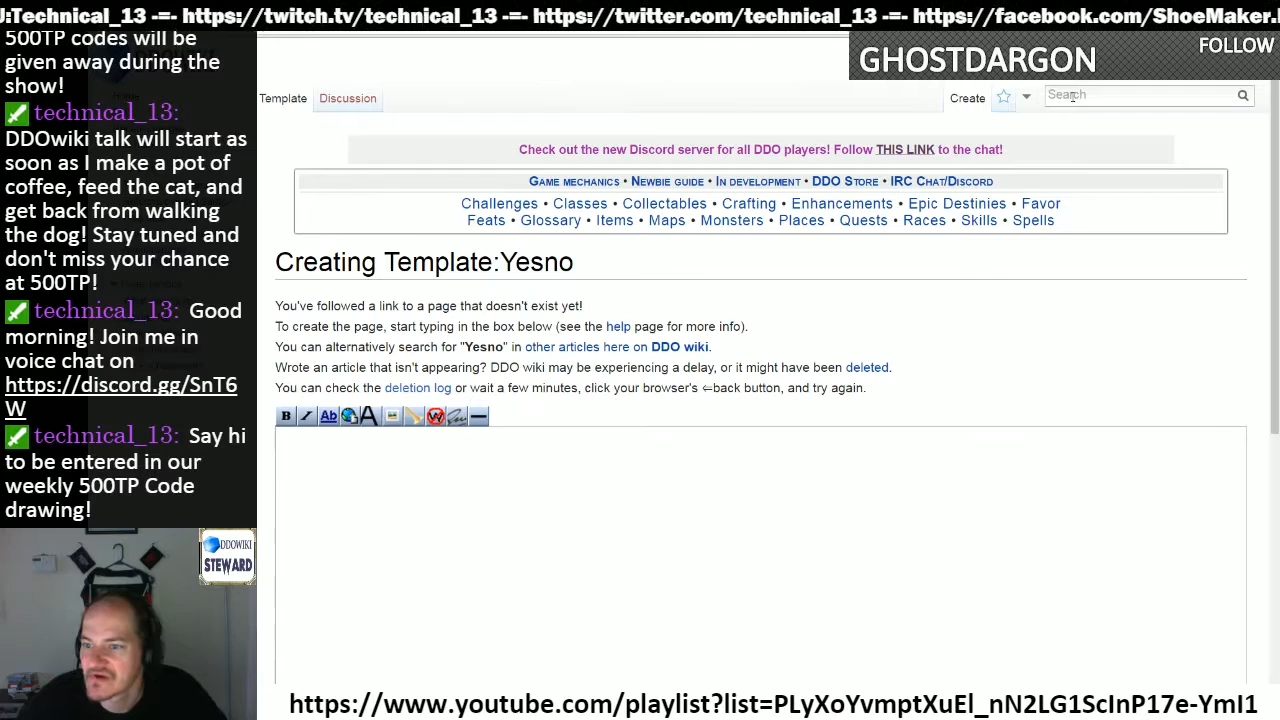 J:Technical_13 -=- https://twitch.tv/technical_13 -=- https://twitter.com/technical_13 -=- https://facebook.com/ShoeMaker.
500TP codes will be
given away during the
show!
technical_13:
DDOwiki talk will start as
soon as I make a pot of
coffee, feed the cat, and
get back from walking
the dog! Stay tuned and
don't miss your chance
at 500TP!
technical_13: Good
morning! Join me in
voice chat on
https://discord.gg/SnT6
W
technical_13: Say hi
to be entered in our
weekly 500TP Code
drawing!
DDOWIKI
STEWARD
GHOSTDARGON
FOLLOW
Template Discussion Create Search
Check out the new Discord server for all DDO players! Follow THIS LINK to the chat!
GAME MECHANICS • NEWBIE GUIDE • IN DEVELOPMENT • DDO STORE • IRC CHAT/DISCORD
Challenges • Classes • Collectables • Crafting • Enhancements • Epic Destinies • Favor
Feats • Glossary • Items • Maps • Monsters • Places • Quests • Races • Skills • Spells
Creating Template:Yesno
You've followed a link to a page that doesn't exist yet!
To create the page, start typing in the box below (see the help page for more info).
You can alternatively search for "Yesno" in other articles here on DDO wiki.
Wrote an article that isn't appearing? DDO wiki may be experiencing a delay, or it might have been deleted.
You can check the deletion log or wait a few minutes, click your browser's ⇐back button, and try again.
B I Ab A W
https://www.youtube.com/playlist?list=PLyXoYvmptXuEl_nN2LG1ScInP17e-YmI1